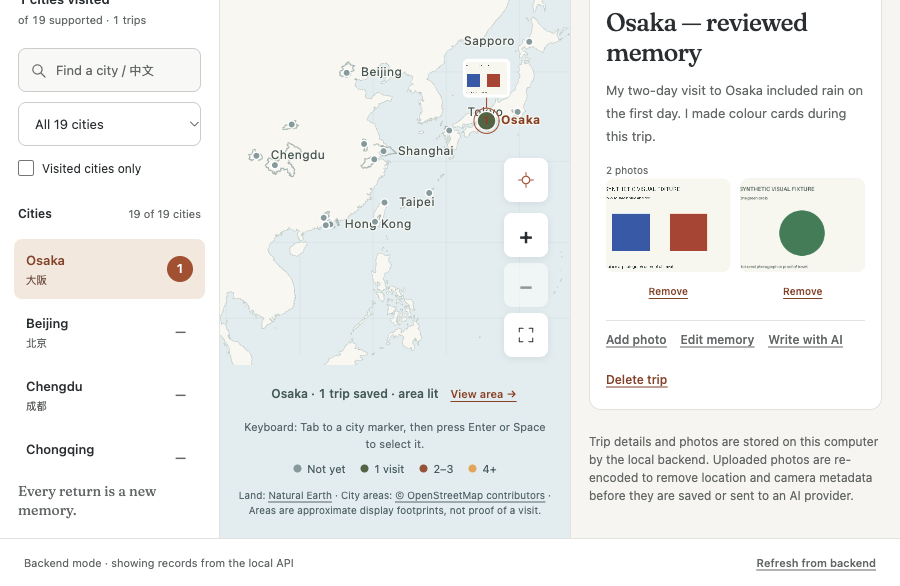 of 19 supported · 1 trips
Find a city / 中文
All 19 cities
Visited cities only
Cities
19 of 19 cities
Osaka
大阪
1
Beijing
北京
—
Chengdu
成都
—
Chongqing
—
Every return is a new
memory.
Sapporo
Beijing
Osaka
Chengdu
Shanghai
Taipei
Hong Kong
+
−
Osaka · 1 trip saved · area lit
View area →
Keyboard: Tab to a city marker, then press Enter or Space
to select it.
Not yet
1 visit
2–3
4+
Land: Natural Earth · City areas: © OpenStreetMap contributors ·
Areas are approximate display footprints, not proof of a visit.
Osaka — reviewed
memory
My two-day visit to Osaka included rain on
the first day. I made colour cards during
this trip.
2 photos
SYNTHETIC VISUAL FIXTURE
SYNTHETIC VISUAL FIXTURE
Remove
Remove
Add photo
Edit memory
Write with AI
Delete trip
Trip details and photos are stored on this computer
by the local backend. Uploaded photos are re-
encoded to remove location and camera metadata
before they are saved or sent to an AI provider.
Backend mode · showing records from the local API
Refresh from backend